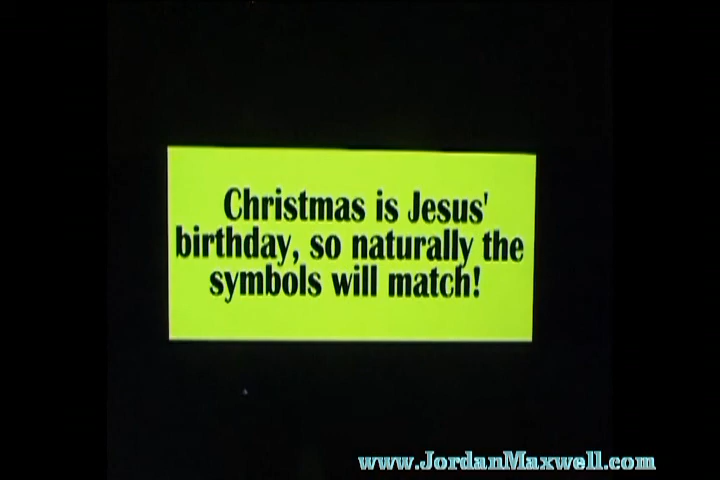 Christmas is Jesus'
birthday, so naturally the
symbols will match!
www.JordanMaxwell.com